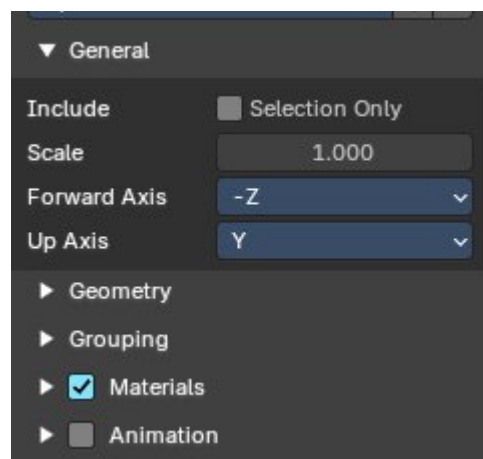 General
Include Selection Only
Scale 1.000
Forward Axis -Z
Up Axis Y
Geometry
Grouping
Materials
Animation